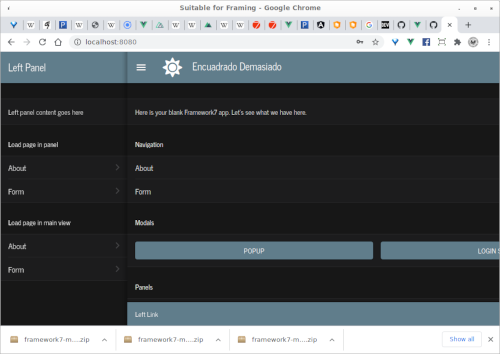 Suitable for Framing - Google Chrome
localhost:8080
Left Panel
Encuadrado Demasiado
Left panel content goes here
Here is your blank Framework7 app. Let's see what we have here.
Load page in panel
Navigation
About
About
Form
Form
Load page in main view
Modals
About
POPUP
LOGIN
Form
Panels
Left Link
framework7-m....zip
framework7-m....zip
framework7-m....zip
Show all